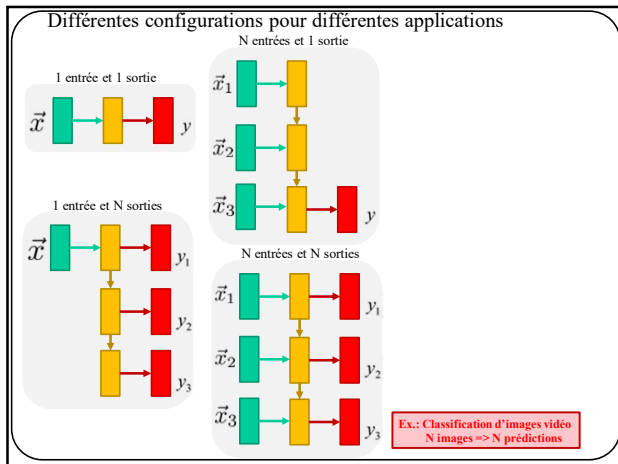 Différentes configurations pour différentes applications
1 entrée et 1 sortie
x⃗
y
N entrées et 1 sortie
x⃗1
x⃗2
x⃗3
y
1 entrée et N sorties
x⃗
y1
y2
y3
N entrées et N sorties
x⃗1
y1
x⃗2
y2
x⃗3
y3
Ex.: Classification d'images vidéo
N images => N prédictions